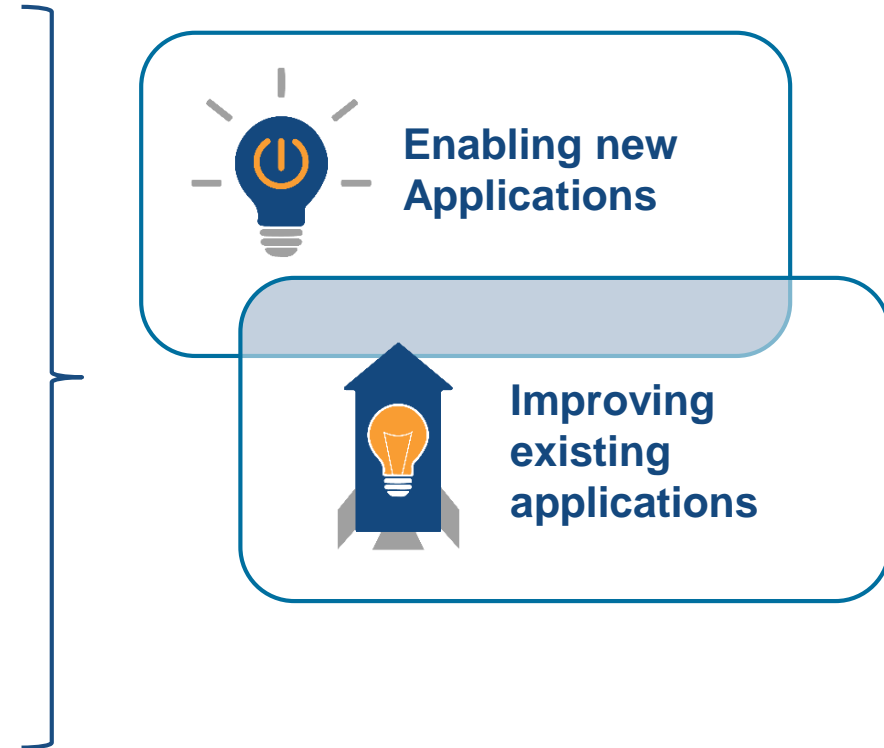 Enabling new
Applications
Improving
existing
applications